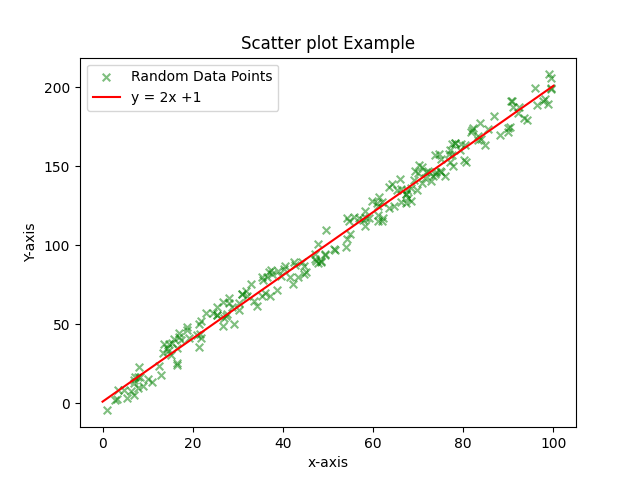 Scatter plot Example
Random Data Points
y = 2x +1
Y-axis
200
150
100
50
0
0 20 40 60 80 100
x-axis